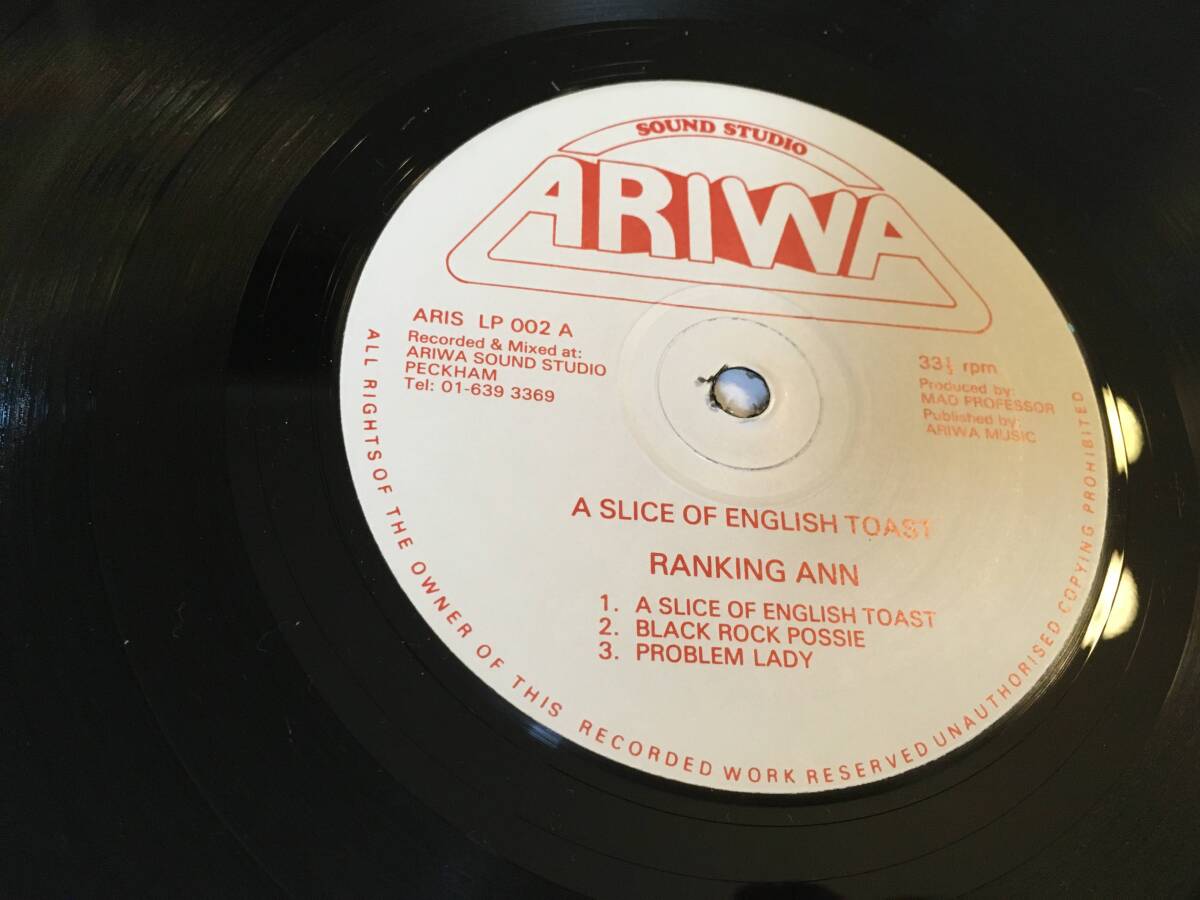 SOUND STUDIO
ARIWA
ARIS LP 002 A
Recorded & Mixed at:
ARIWA SOUND STUDIO
PECKHAM
Tel: 01-639 3369
33⅓ rpm
Produced by:
MAD PROFESSOR
Published by:
ARIWA MUSIC
A SLICE OF ENGLISH TOAST
RANKING ANN
1. A SLICE OF ENGLISH TOAST
2. BLACK ROCK POSSIE
3. PROBLEM LADY
ALL RIGHTS OF THE OWNER OF THIS RECORDED WORK RESERVED UNAUTHORISED COPYING PROHIBITED